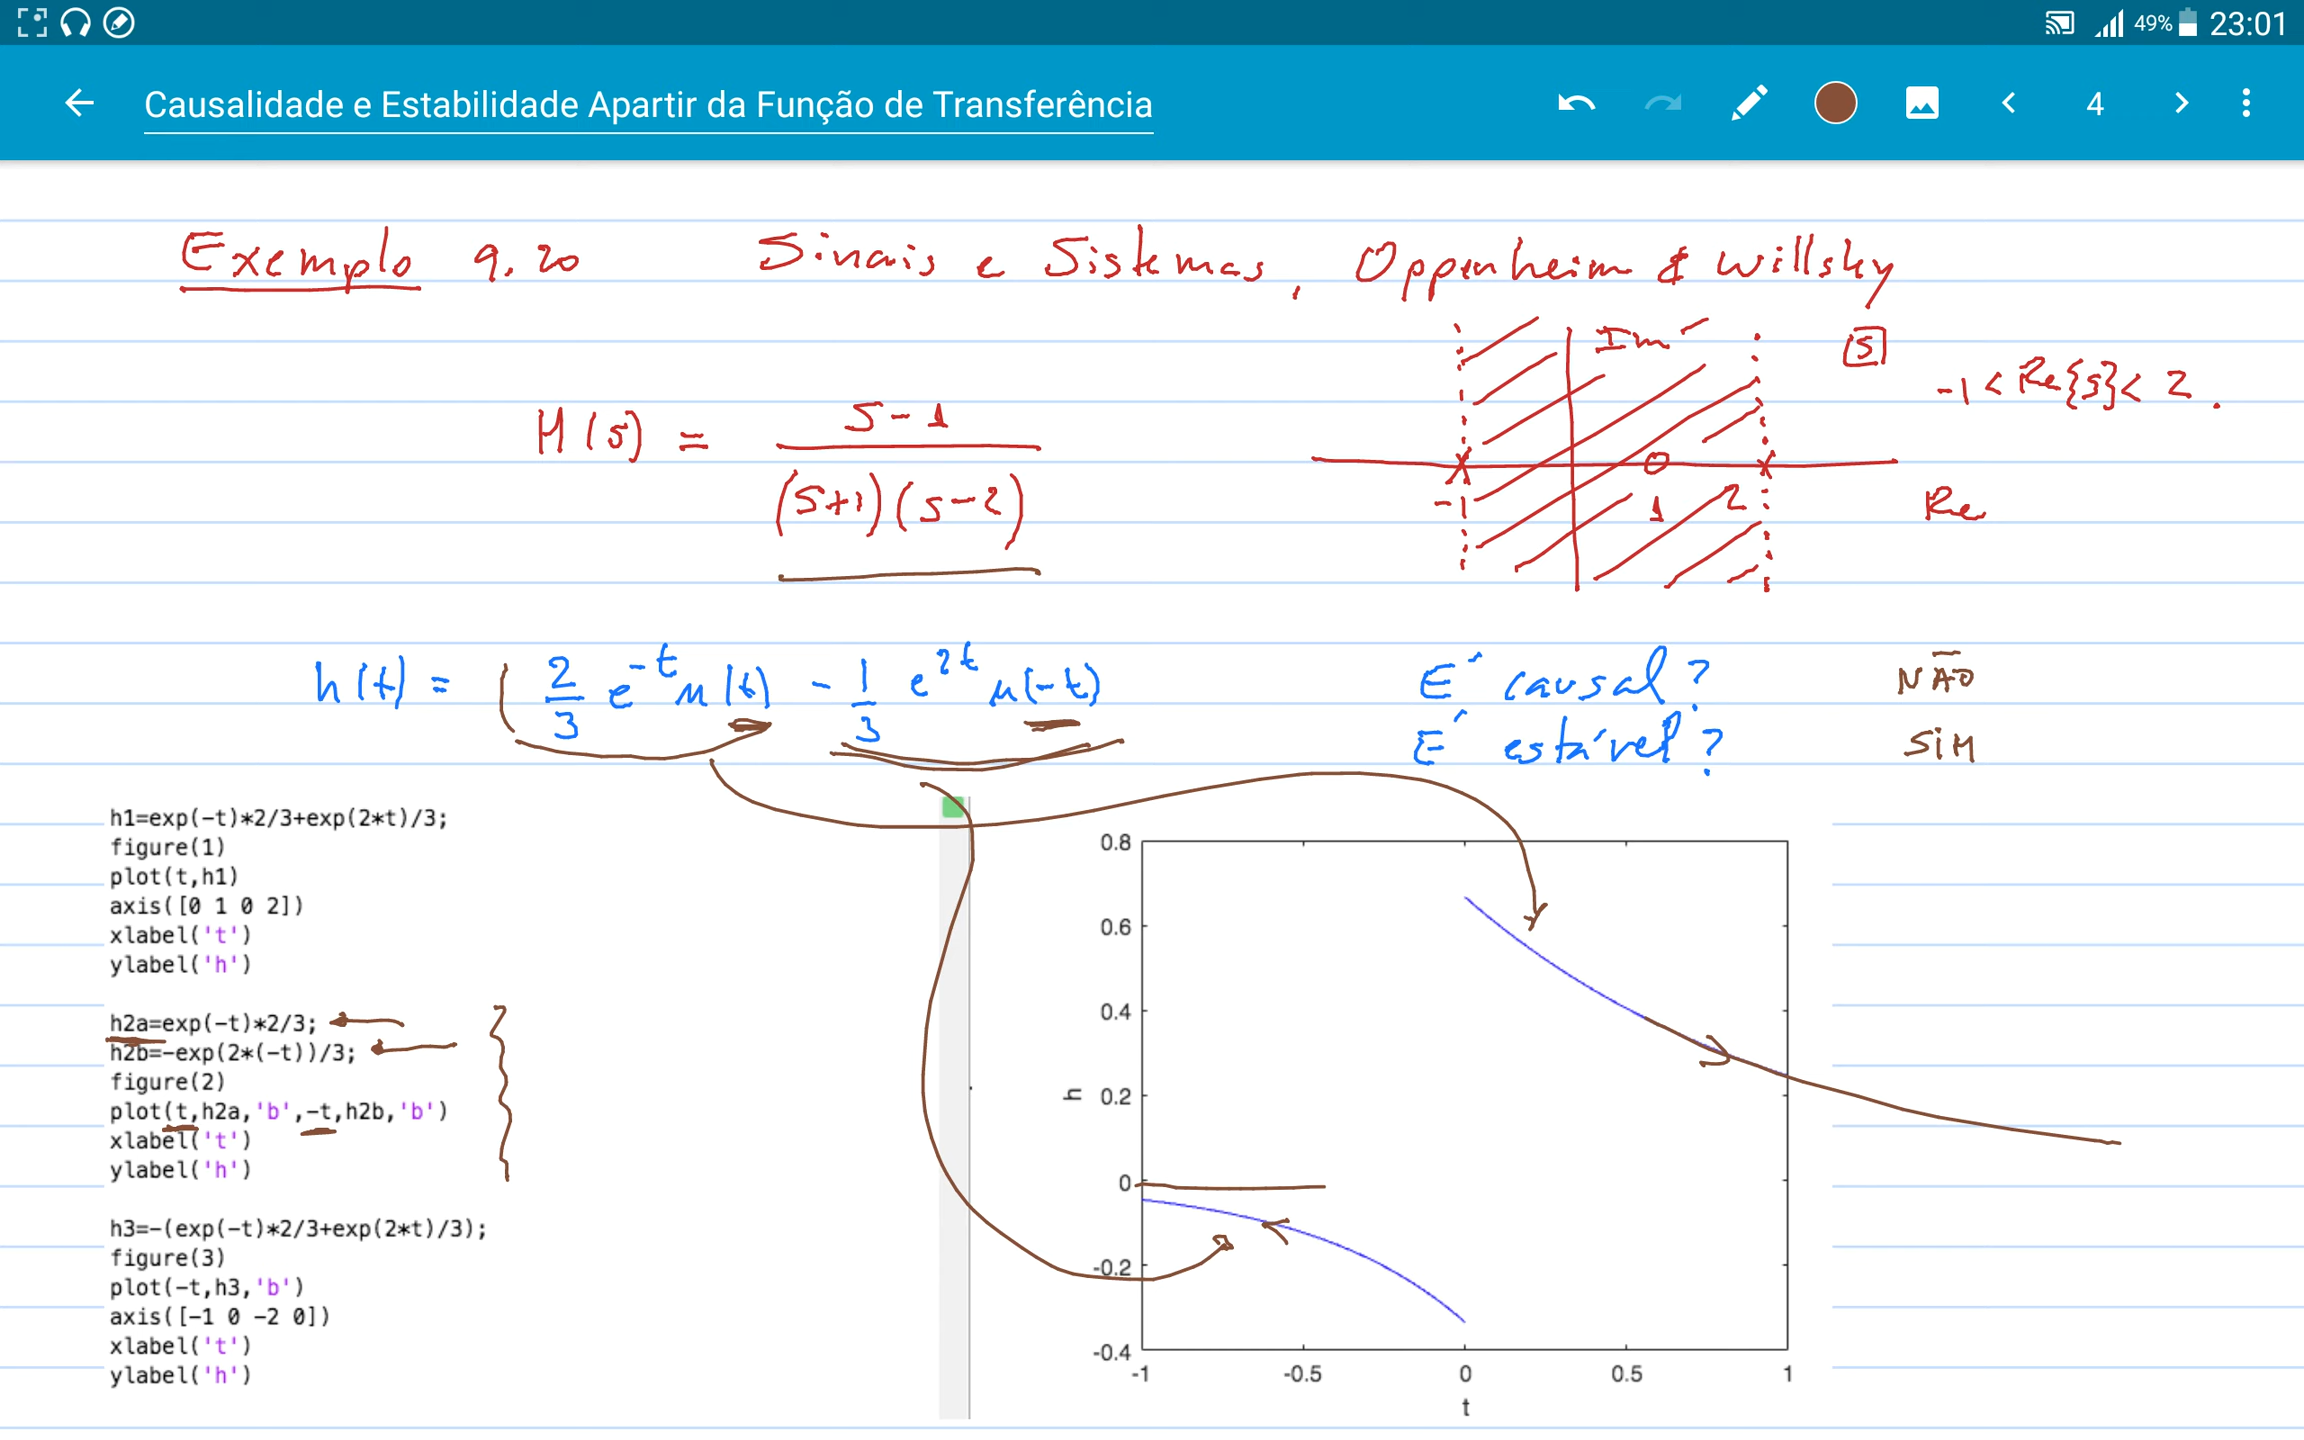 49% 23:01
Causalidade e Estabilidade Apartir da Função de Transferência 4
Exemplo 9.20 Sinais e Sistemas, Oppenheim & Willsky
Im S
-1 < Re{s} < 2.
H(s) = s-1
(s+1)(s-2)
-1 1 2 Re
h(t) = 2/3 e^-t u(t) - 1/3 e^2t u(-t)
É causal? NÃO
É estável? SIM
h1=exp(-t)*2/3+exp(2*t)/3;
figure(1)
plot(t,h1)
axis([0 1 0 2])
xlabel('t')
ylabel('h')
h2a=exp(-t)*2/3;
h2b=-exp(2*(-t))/3;
figure(2)
plot(t,h2a,'b',-t,h2b,'b')
xlabel('t')
ylabel('h')
h3=-(exp(-t)*2/3+exp(2*t)/3);
figure(3)
plot(-t,h3,'b')
axis([-1 0 -2 0])
xlabel('t')
ylabel('h')
0.8
0.6
0.4
h
0.2
0
-0.2
-0.4
-1 -0.5 0 0.5 1
t